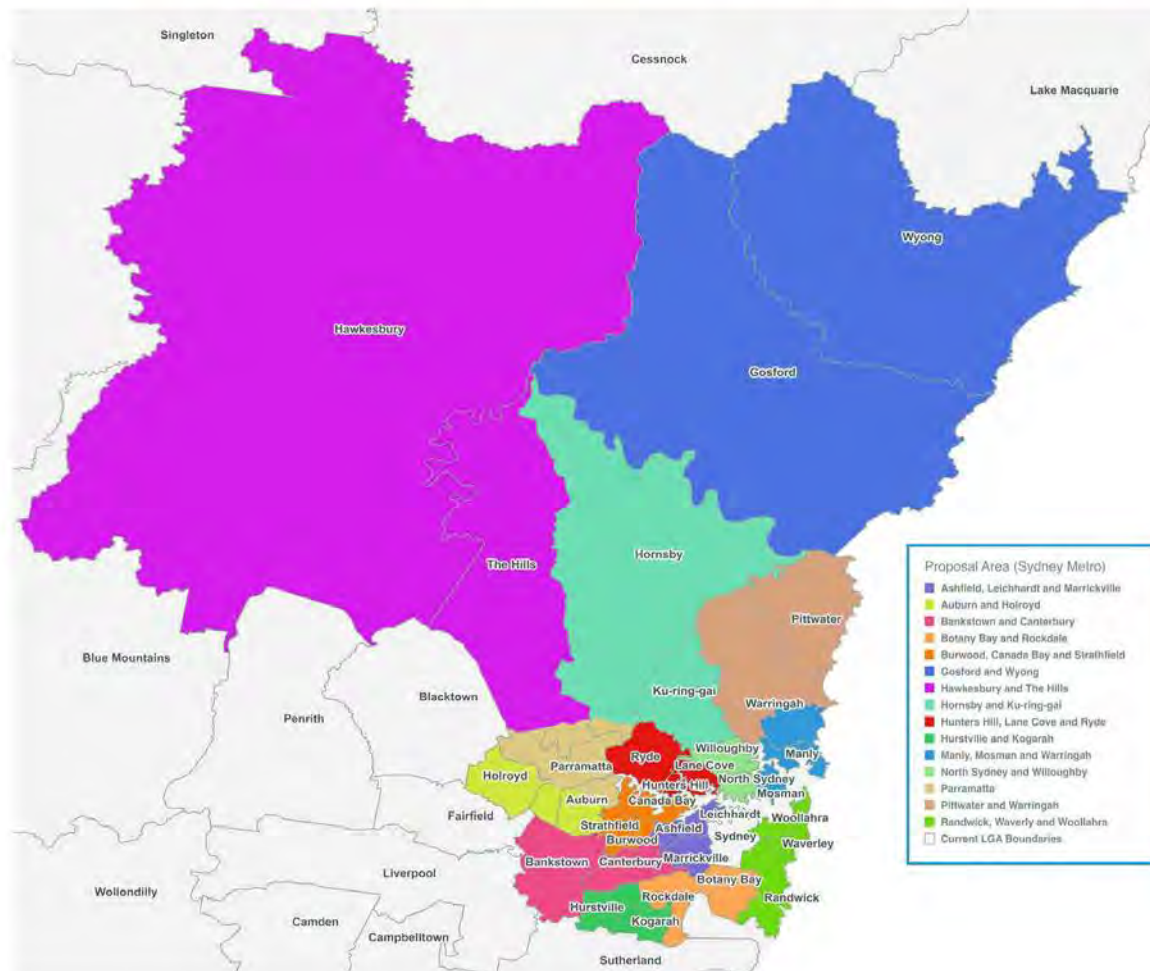 Singleton
Cessnock
Lake Macquarie
Wyong
Hawkesbury
Gosford
Hornsby
The Hills
Pittwater
Blue Mountains
Blacktown
Ku-ring-gai
Penrith
Warringah
Willoughby
Manly
Ryde
Lane Cove
Parramatta
Holroyd
North Sydney
Hunters Hill
Mosman
Auburn
Canada Bay
Fairfield
Leichhardt
Woollahra
Strathfield
Ashfield
Sydney
Burwood
Waverley
Bankstown
Canterbury
Marrickville
Liverpool
Botany Bay
Wollondilly
Rockdale
Randwick
Hurstville
Camden
Kogarah
Campbelltown
Sutherland
Proposal Area (Sydney Metro)
Ashfield, Leichhardt and Marrickville
Auburn and Holroyd
Bankstown and Canterbury
Botany Bay and Rockdale
Burwood, Canada Bay and Strathfield
Gosford and Wyong
Hawkesbury and The Hills
Hornsby and Ku-ring-gai
Hunters Hill, Lane Cove and Ryde
Hurstville and Kogarah
Manly, Mosman and Warringah
North Sydney and Willoughby
Parramatta
Pittwater and Warringah
Randwick, Waverly and Woollahra
Current LGA Boundaries